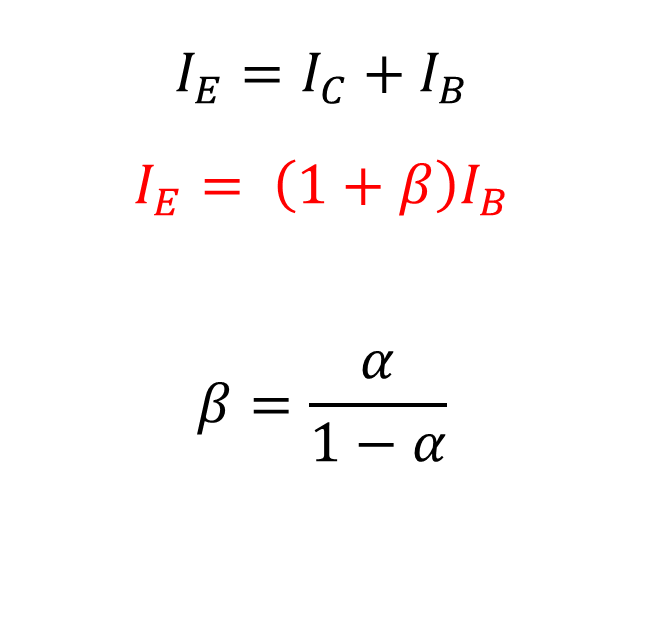 I_E = I_C + I_B
I_E = (1 + β)I_B
β = α / (1 − α)